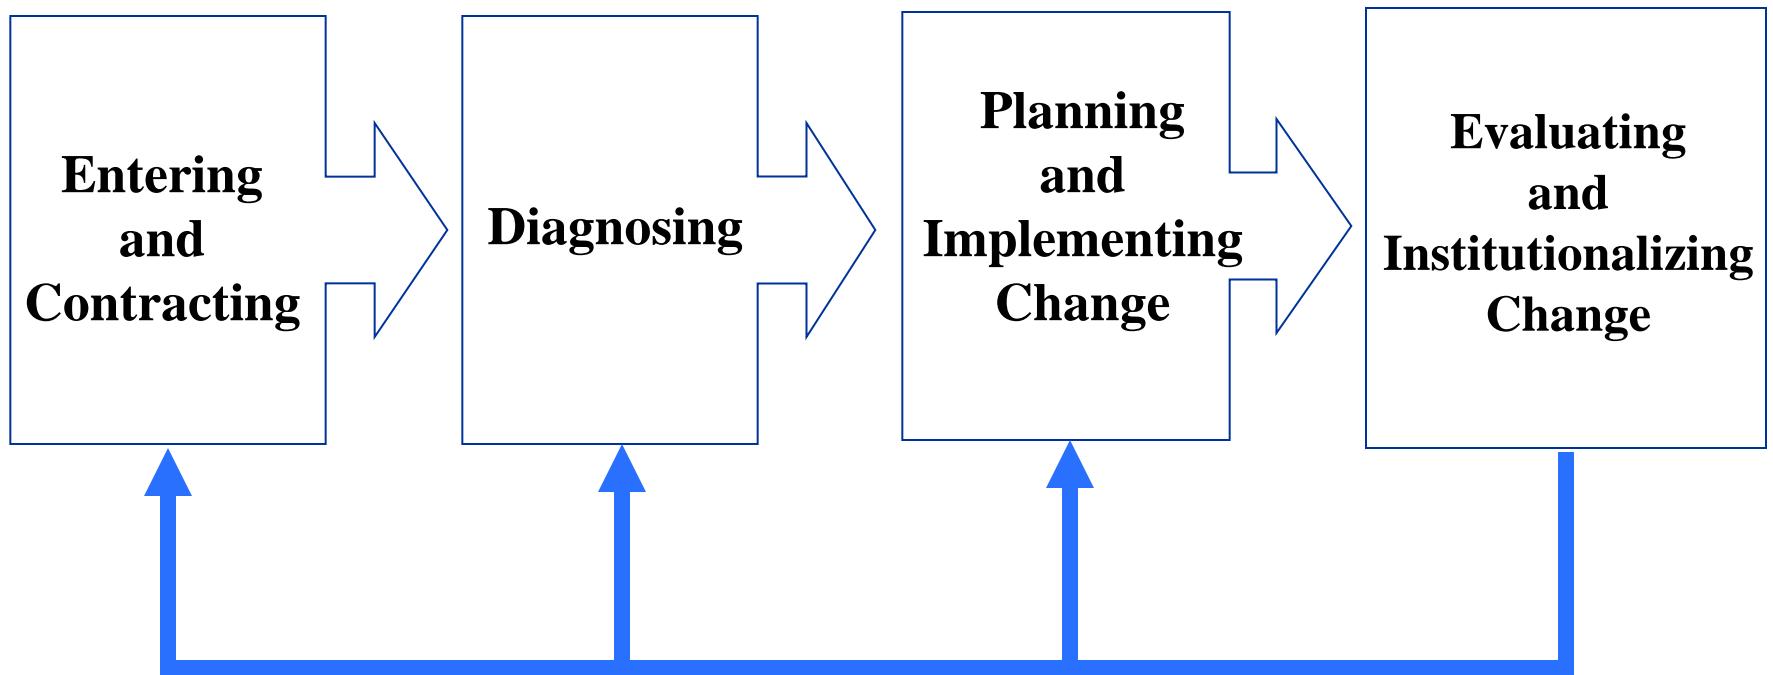 Entering
and
Contracting
Diagnosing
Planning
and
Implementing
Change
Evaluating
and
Institutionalizing
Change